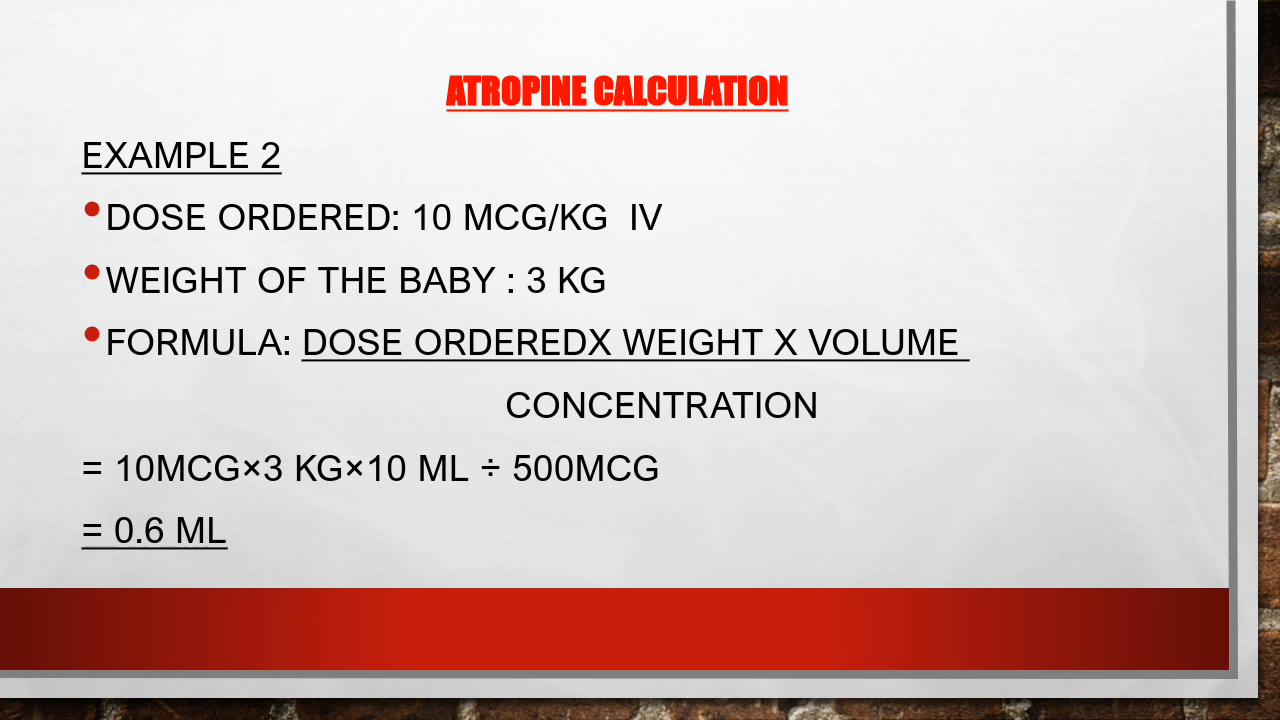 ATROPINE CALCULATION
EXAMPLE 2
• DOSE ORDERED: 10 MCG/KG  IV
• WEIGHT OF THE BABY : 3 KG
• FORMULA: DOSE ORDEREDX WEIGHT X VOLUME
CONCENTRATION
= 10MCG×3 KG×10 ML ÷ 500MCG
= 0.6 ML